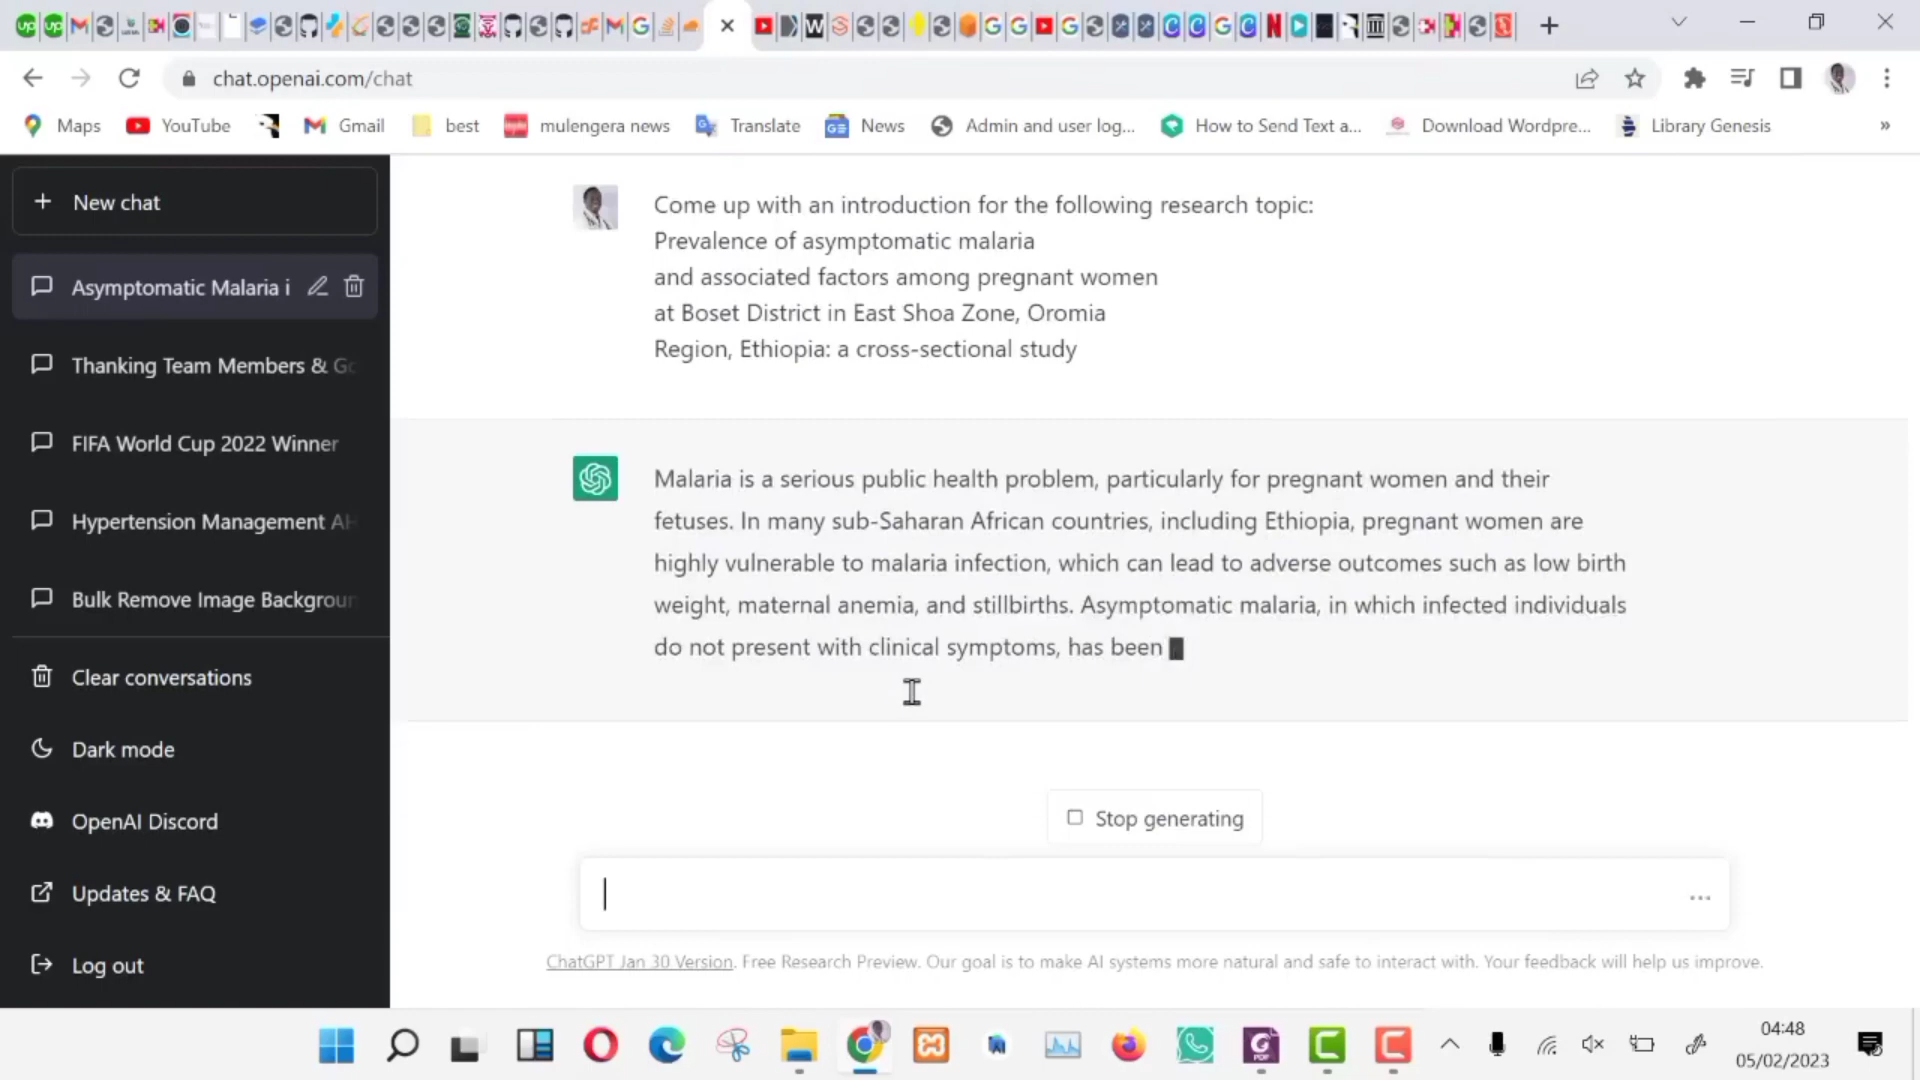 chat.openai.com/chat
Maps
YouTube
Gmail
best
mulengera news
Translate
News
Admin and user log...
How to Send Text a...
Download Wordpre...
Library Genesis
»
New chat
Asymptomatic Malaria i
Thanking Team Members & Go
FIFA World Cup 2022 Winner
Hypertension Management AH
Bulk Remove Image Backgroun
Clear conversations
Dark mode
OpenAI Discord
Updates & FAQ
Log out
Come up with an introduction for the following research topic:
Prevalence of asymptomatic malaria
and associated factors among pregnant women
at Boset District in East Shoa Zone, Oromia
Region, Ethiopia: a cross-sectional study
Malaria is a serious public health problem, particularly for pregnant women and their
fetuses. In many sub-Saharan African countries, including Ethiopia, pregnant women are
highly vulnerable to malaria infection, which can lead to adverse outcomes such as low birth
weight, maternal anemia, and stillbirths. Asymptomatic malaria, in which infected individuals
do not present with clinical symptoms, has been
Stop generating
ChatGPT Jan 30 Version. Free Research Preview. Our goal is to make AI systems more natural and safe to interact with. Your feedback will help us improve.
04:48
05/02/2023